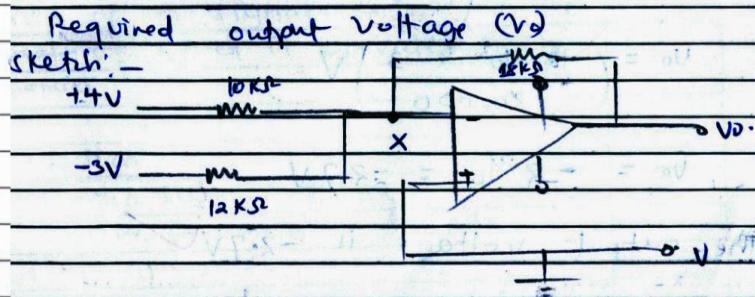 Required output Voltage (Vo)
Sketch:-
+4V
10KΩ
-
X
Vo.
-3V
12KΩ
+
V